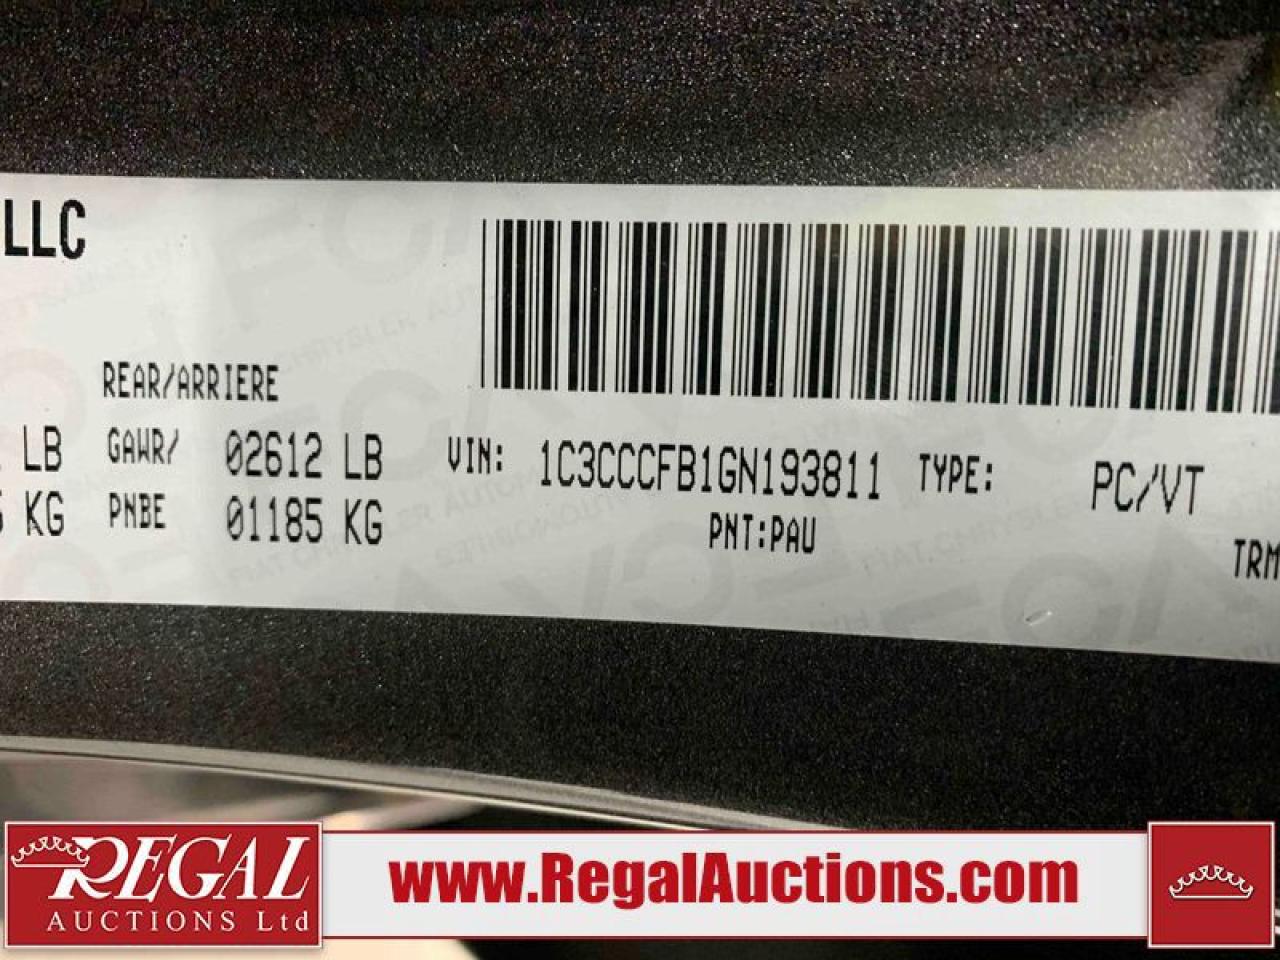 LLC
REAR/ARRIERE
LB GAWR/ 02612 LB
KG PNBE 01185 KG
VIN: 1C3CCCFB1GN193811 TYPE: PC/VT
PNT:PAU
TRM
REGAL
AUCTIONS Ltd
www.RegalAuctions.com